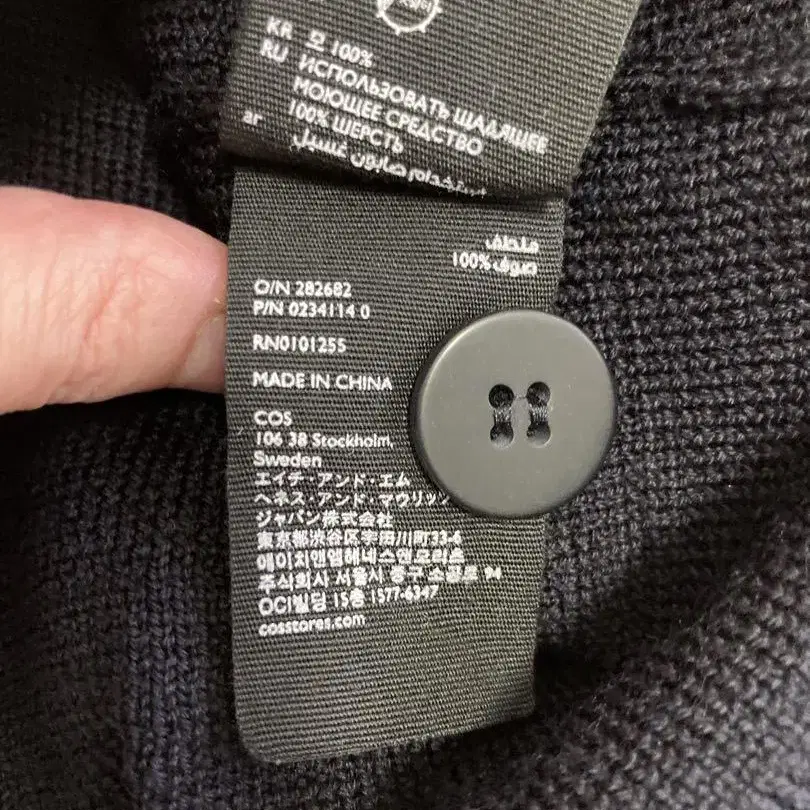 KR 모 100%
RU ИСПОЛЬЗОВАТЬ ЩАДЯЩЕЕ
МОЮЩЕЕ СРЕДСТВО
100% ШЕРСТЬ
ar استخدام صابون غسيل
ملطف
100% صوف
O/N 282682
P/N 0234114 0
RN0101255
MADE IN CHINA
COS
106 38 Stockholm,
Sweden
エイチ・アンド・エム
ヘネス・アンド・マウリッツ
ジャパン株式会社
東京都渋谷区宇田川町33-6
에이치앤엠헤네스앤모리츠
주식회사 서울시 중구 소공로 94
OCI빌딩 15층 1577-6347
cosstores.com